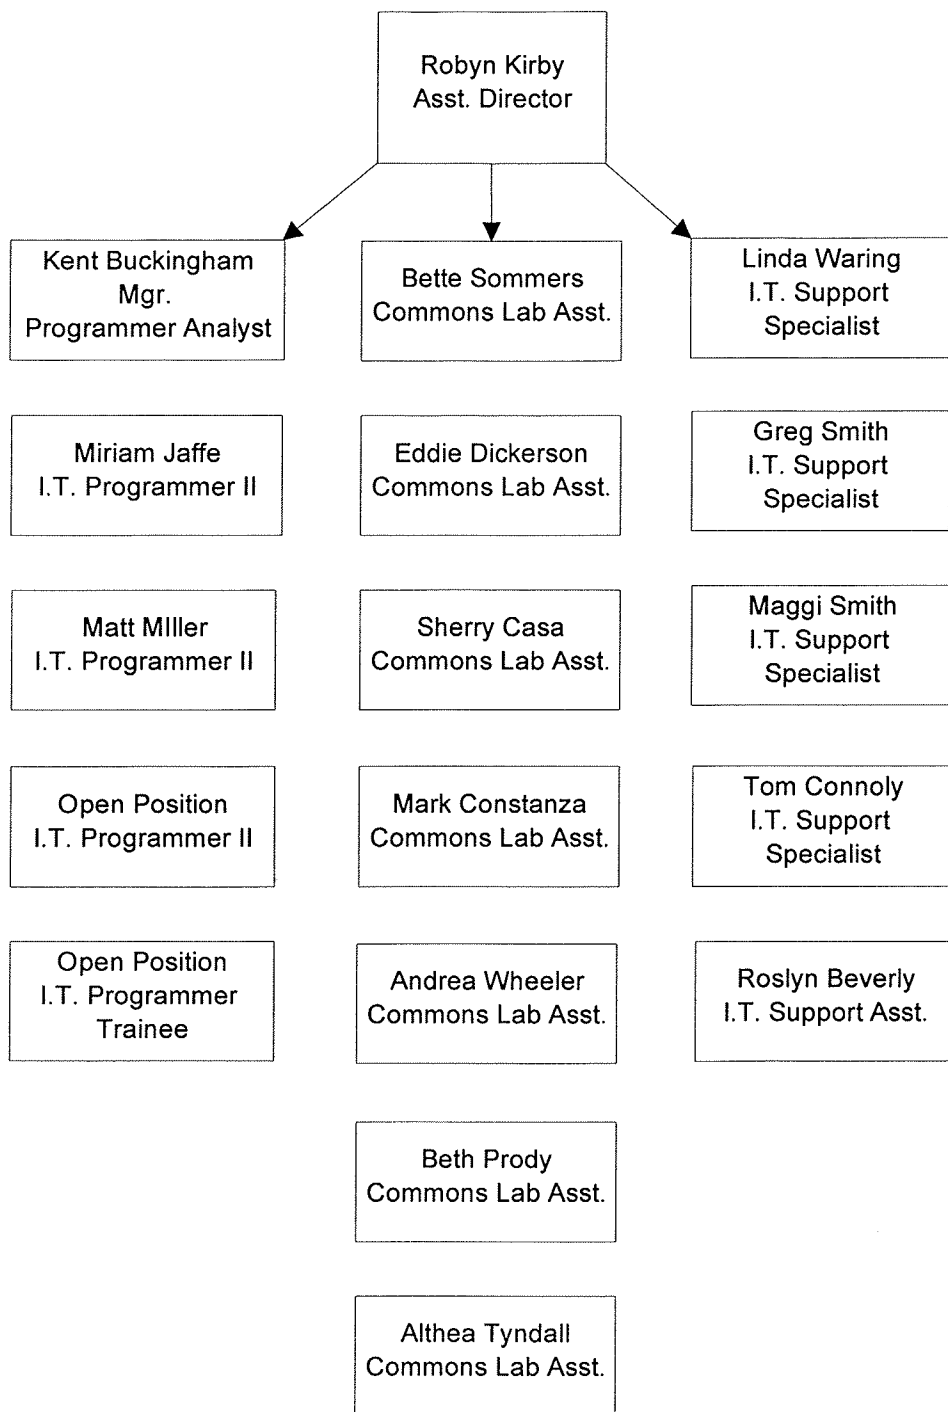 Robyn Kirby
Asst. Director
Kent Buckingham
Mgr.
Programmer Analyst
Bette Sommers
Commons Lab Asst.
Linda Waring
I.T. Support
Specialist
Miriam Jaffe
I.T. Programmer II
Eddie Dickerson
Commons Lab Asst.
Greg Smith
I.T. Support
Specialist
Matt MIller
I.T. Programmer II
Sherry Casa
Commons Lab Asst.
Maggi Smith
I.T. Support
Specialist
Open Position
I.T. Programmer II
Mark Constanza
Commons Lab Asst.
Tom Connoly
I.T. Support
Specialist
Open Position
I.T. Programmer
Trainee
Andrea Wheeler
Commons Lab Asst.
Roslyn Beverly
I.T. Support Asst.
Beth Prody
Commons Lab Asst.
Althea Tyndall
Commons Lab Asst.